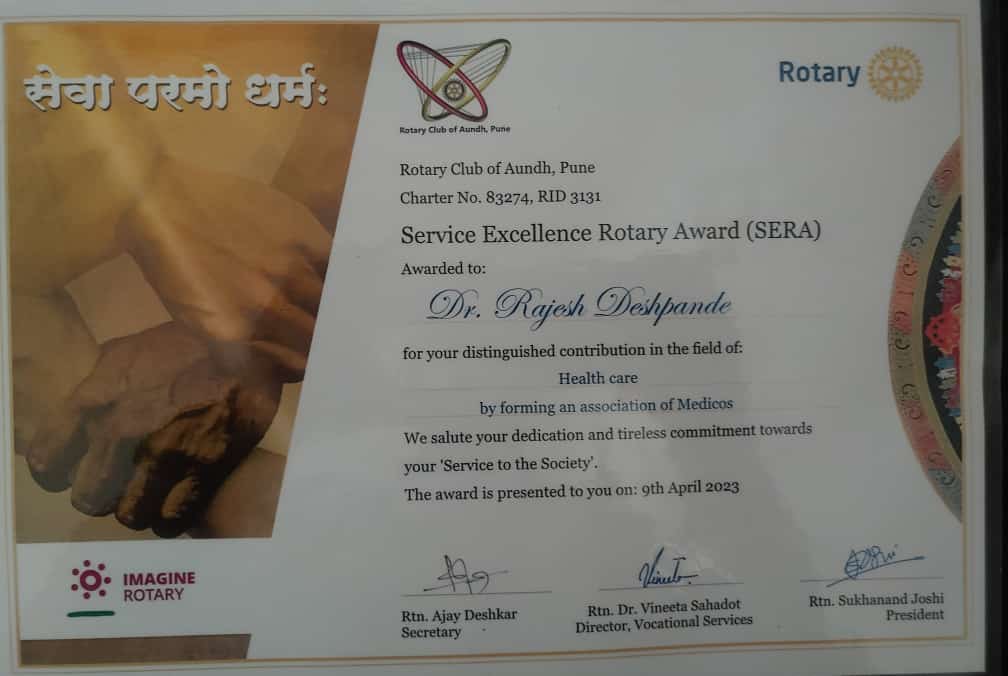 सेवा परमो धर्मः
Rotary Club of Aundh, Pune
Rotary
Rotary Club of Aundh, Pune
Charter No. 83274, RID 3131
Service Excellence Rotary Award (SERA)
Awarded to:
Dr. Rajesh Deshpande
for your distinguished contribution in the field of:
Health care
by forming an association of Medicos
We salute your dedication and tireless commitment towards
your 'Service to the Society'.
The award is presented to you on: 9th April 2023
IMAGINE
ROTARY
Rtn. Ajay Deshkar
Secretary
Rtn. Dr. Vineeta Sahadot
Director, Vocational Services
Rtn. Sukhanand Joshi
President